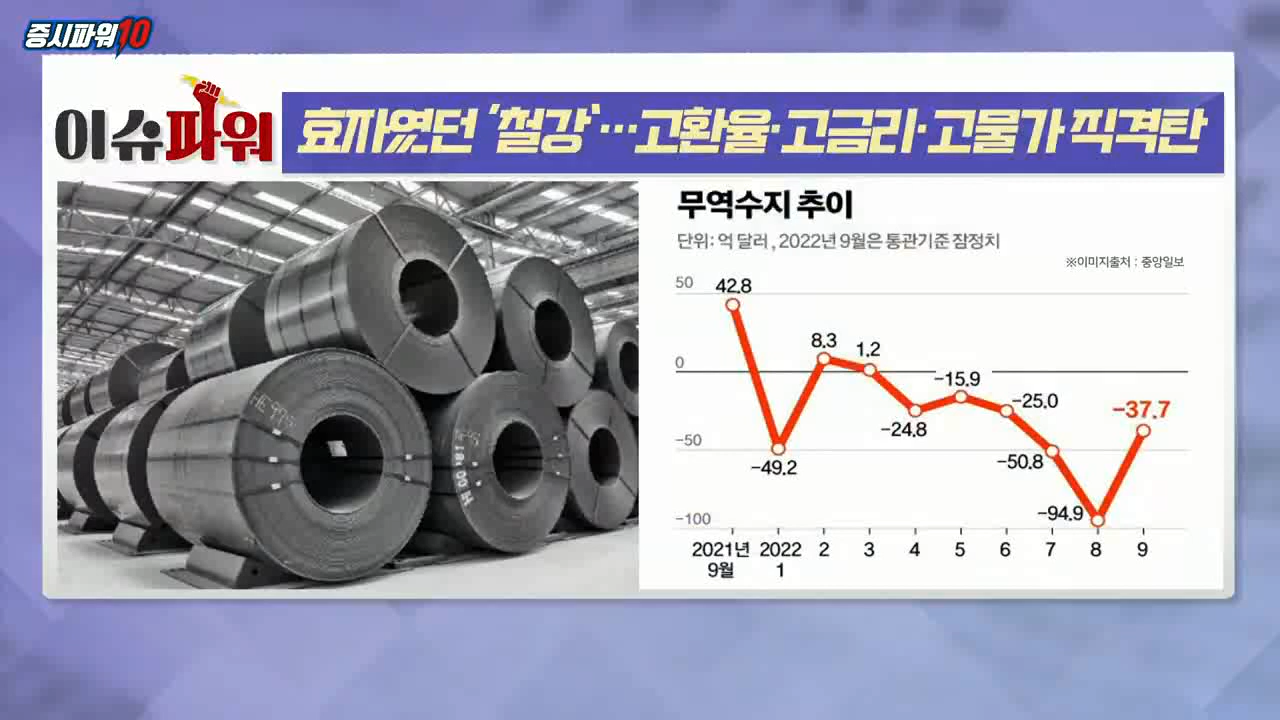 증시파워10
이슈파워
효자였던 '철강'…고환율·고금리·고물가 직격탄
무역수지 추이
단위: 억 달러, 2022년 9월은 통관기준 잠정치
※이미지출처 : 중앙일보
50
42.8
8.3
1.2
0
-15.9
-25.0
-37.7
-24.8
-50
-49.2
-50.8
-94.9
-100
2021년 2022 2 3 4 5 6 7 8 9
9월 1